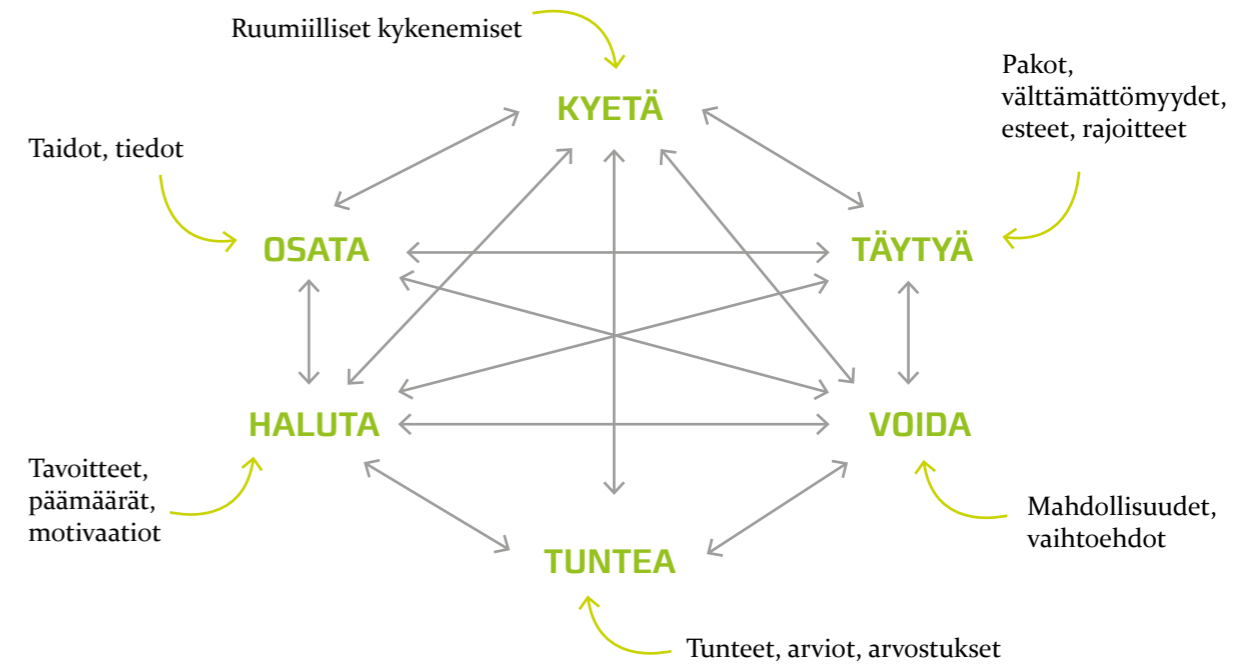 Ruumiilliset kykenemiset
KYETÄ
Pakot,
välttämättömyydet,
esteet, rajoitteet
Taidot, tiedot
OSATA
TÄYTYÄ
HALUTA
VOIDA
Tavoitteet,
päämäärät,
motivaatiot
Mahdollisuudet,
vaihtoehdot
TUNTEA
Tunteet, arviot, arvostukset